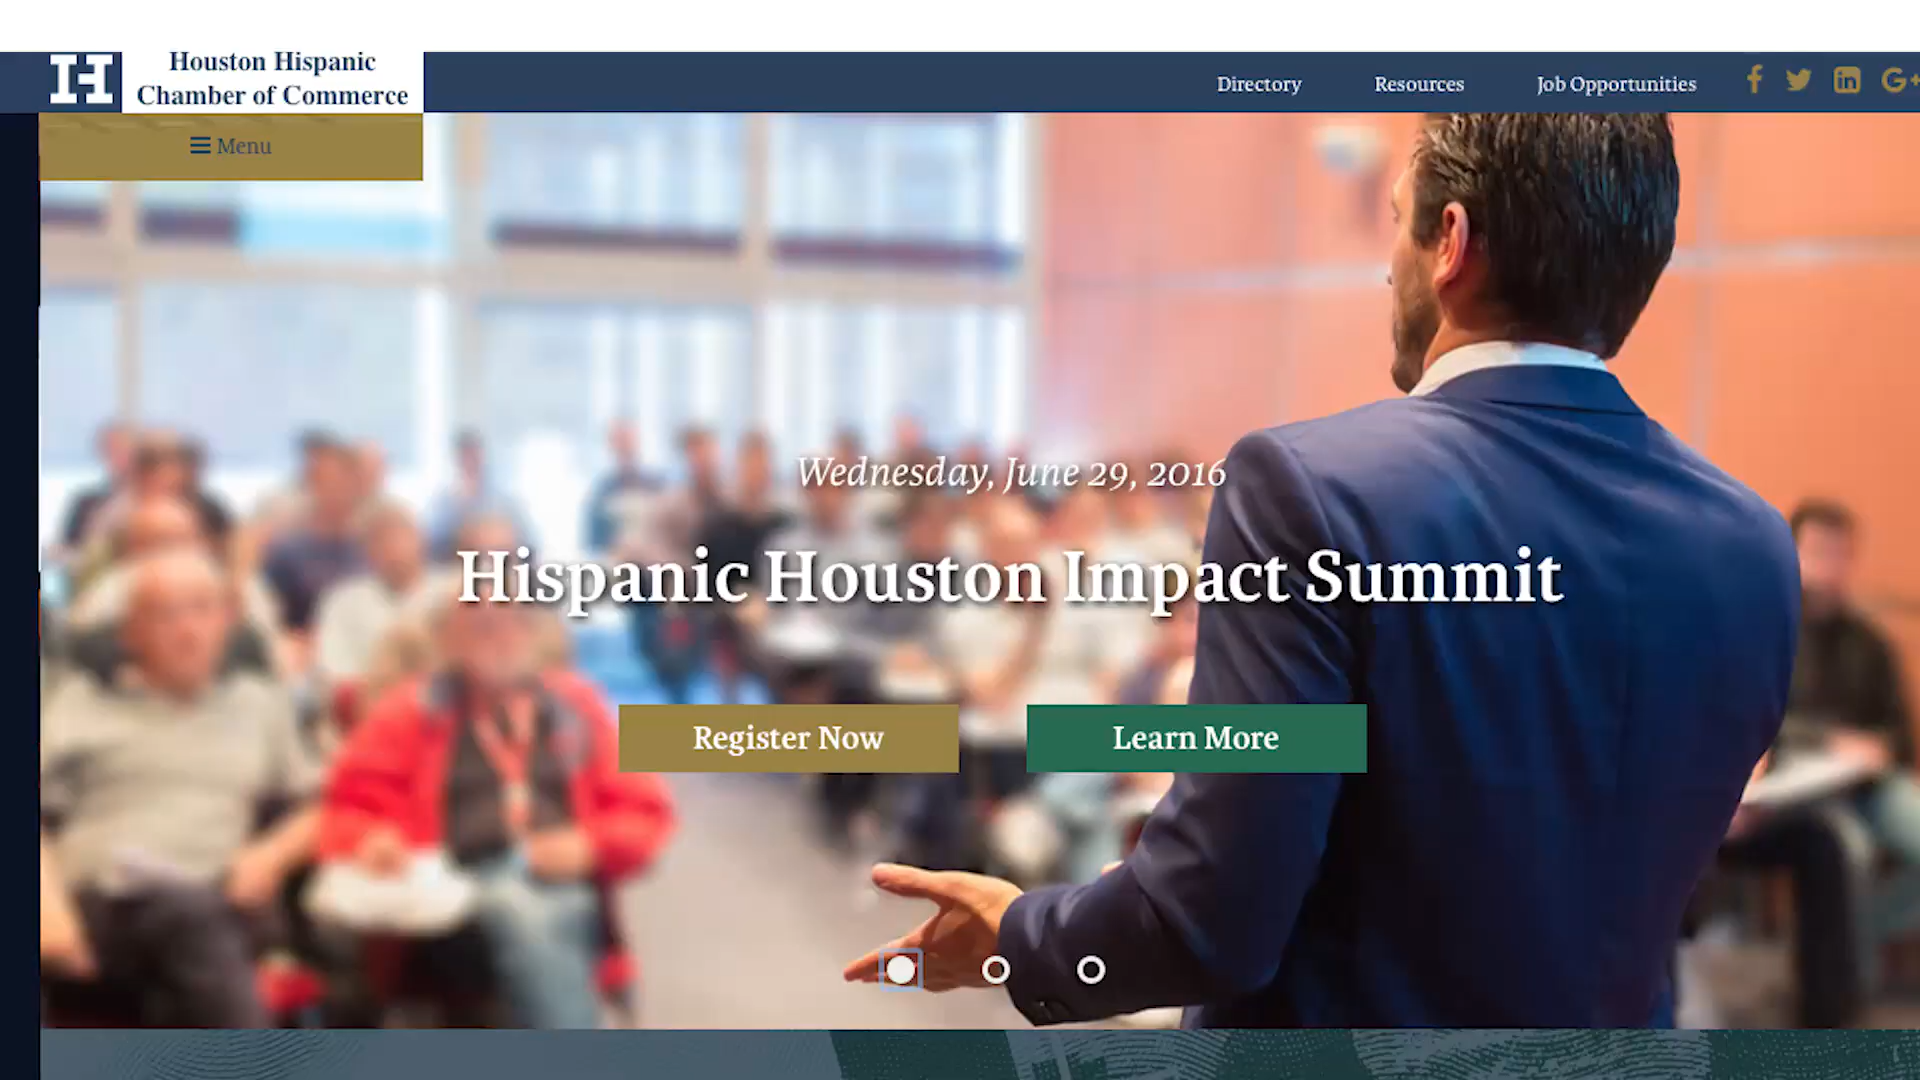 Houston Hispanic
Chamber of Commerce
Directory
Resources
Job Opportunities
Menu
Wednesday, June 29, 2016
Hispanic Houston Impact Summit
Register Now
Learn More